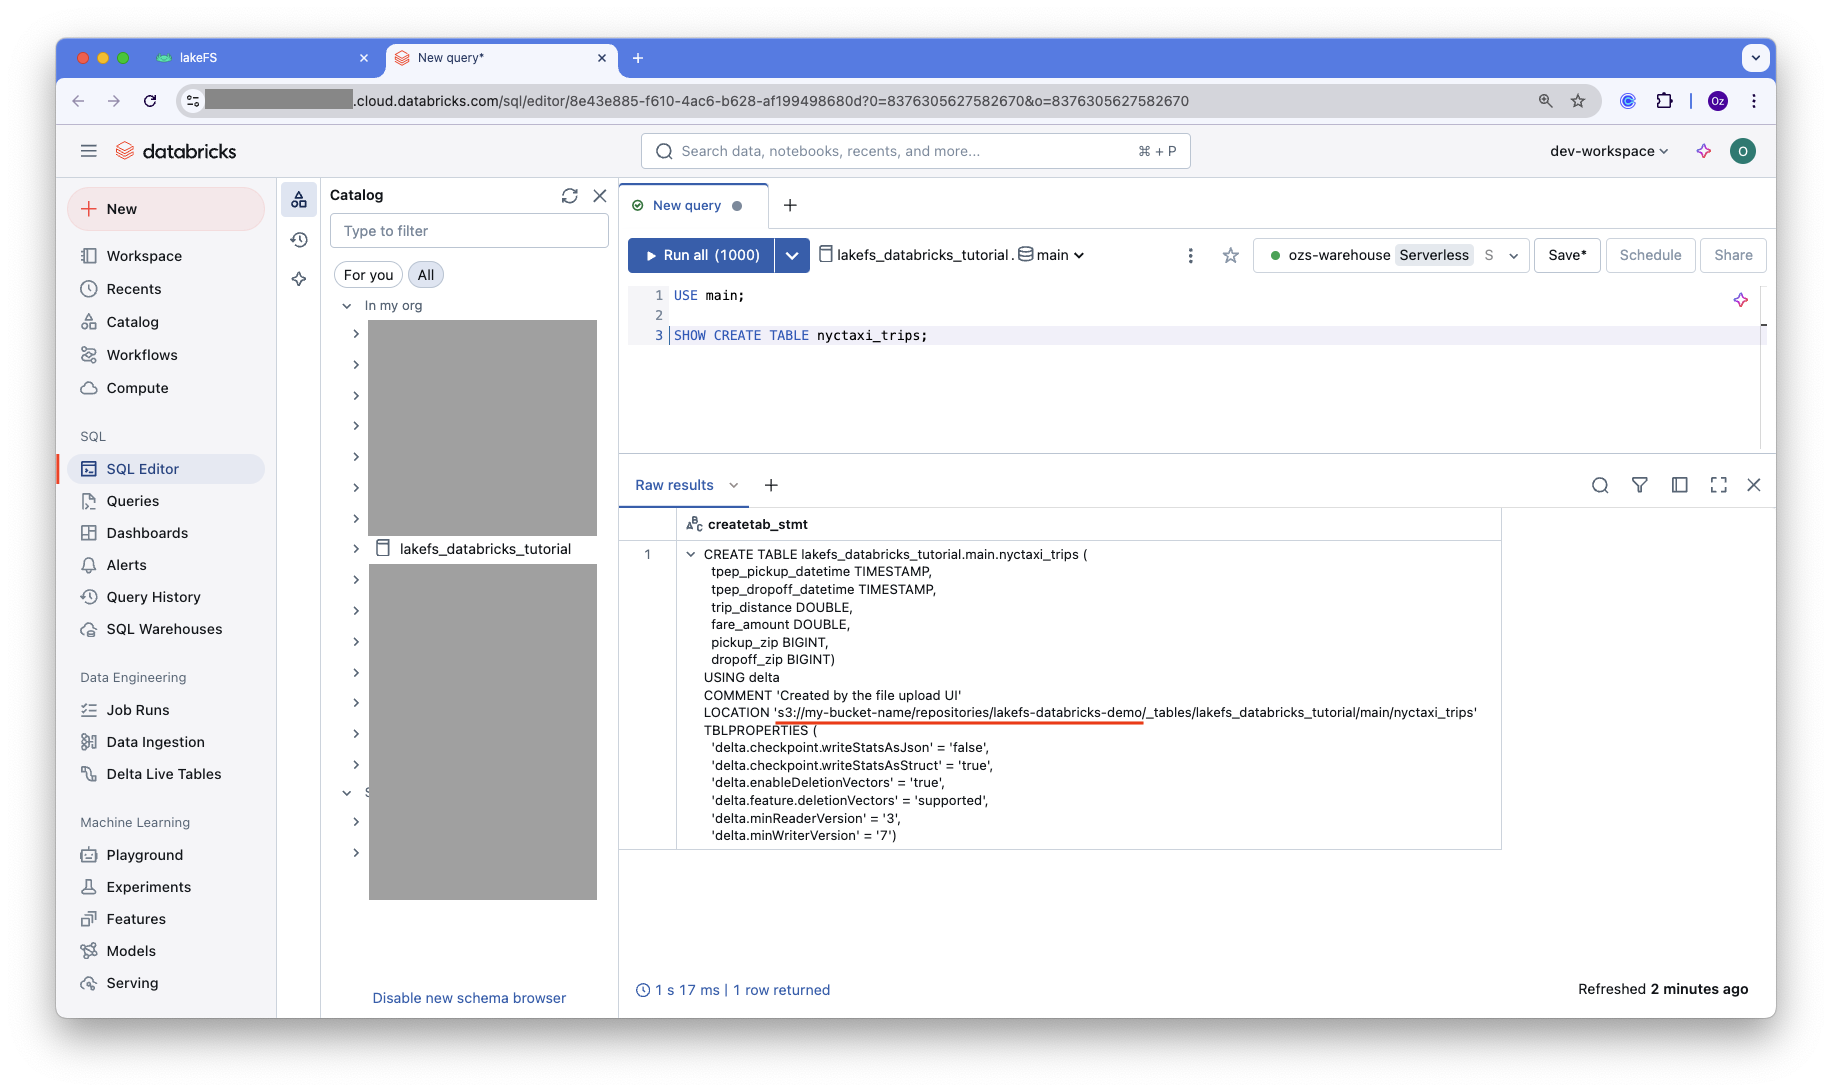 lakeFS
New query*
.cloud.databricks.com/sql/editor/8e43e885-f610-4ac6-b628-af199498680d?0=8376305627582670&o=8376305627582670
Oz
databricks
Search data, notebooks, recents, and more...
⌘ + P
dev-workspace
O
New
Workspace
Recents
Catalog
Workflows
Compute
SQL
SQL Editor
Queries
Dashboards
Alerts
Query History
SQL Warehouses
Data Engineering
Job Runs
Data Ingestion
Delta Live Tables
Machine Learning
Playground
Experiments
Features
Models
Serving
Catalog
Type to filter
For you
All
In my org
lakefs_databricks_tutorial
Disable new schema browser
New query
Run all (1000)
lakefs_databricks_tutorial . main
ozs-warehouse Serverless S
Save*
Schedule
Share
1 USE main;
2
3 SHOW CREATE TABLE nyctaxi_trips;
Raw results
ABC createtab_stmt
1 CREATE TABLE lakefs_databricks_tutorial.main.nyctaxi_trips (
tpep_pickup_datetime TIMESTAMP,
tpep_dropoff_datetime TIMESTAMP,
trip_distance DOUBLE,
fare_amount DOUBLE,
pickup_zip BIGINT,
dropoff_zip BIGINT)
USING delta
COMMENT 'Created by the file upload UI'
LOCATION 's3://my-bucket-name/repositories/lakefs-databricks-demo/_tables/lakefs_databricks_tutorial/main/nyctaxi_trips'
TBLPROPERTIES (
'delta.checkpoint.writeStatsAsJson' = 'false',
'delta.checkpoint.writeStatsAsStruct' = 'true',
'delta.enableDeletionVectors' = 'true',
'delta.feature.deletionVectors' = 'supported',
'delta.minReaderVersion' = '3',
'delta.minWriterVersion' = '7')
1 s 17 ms | 1 row returned
Refreshed 2 minutes ago